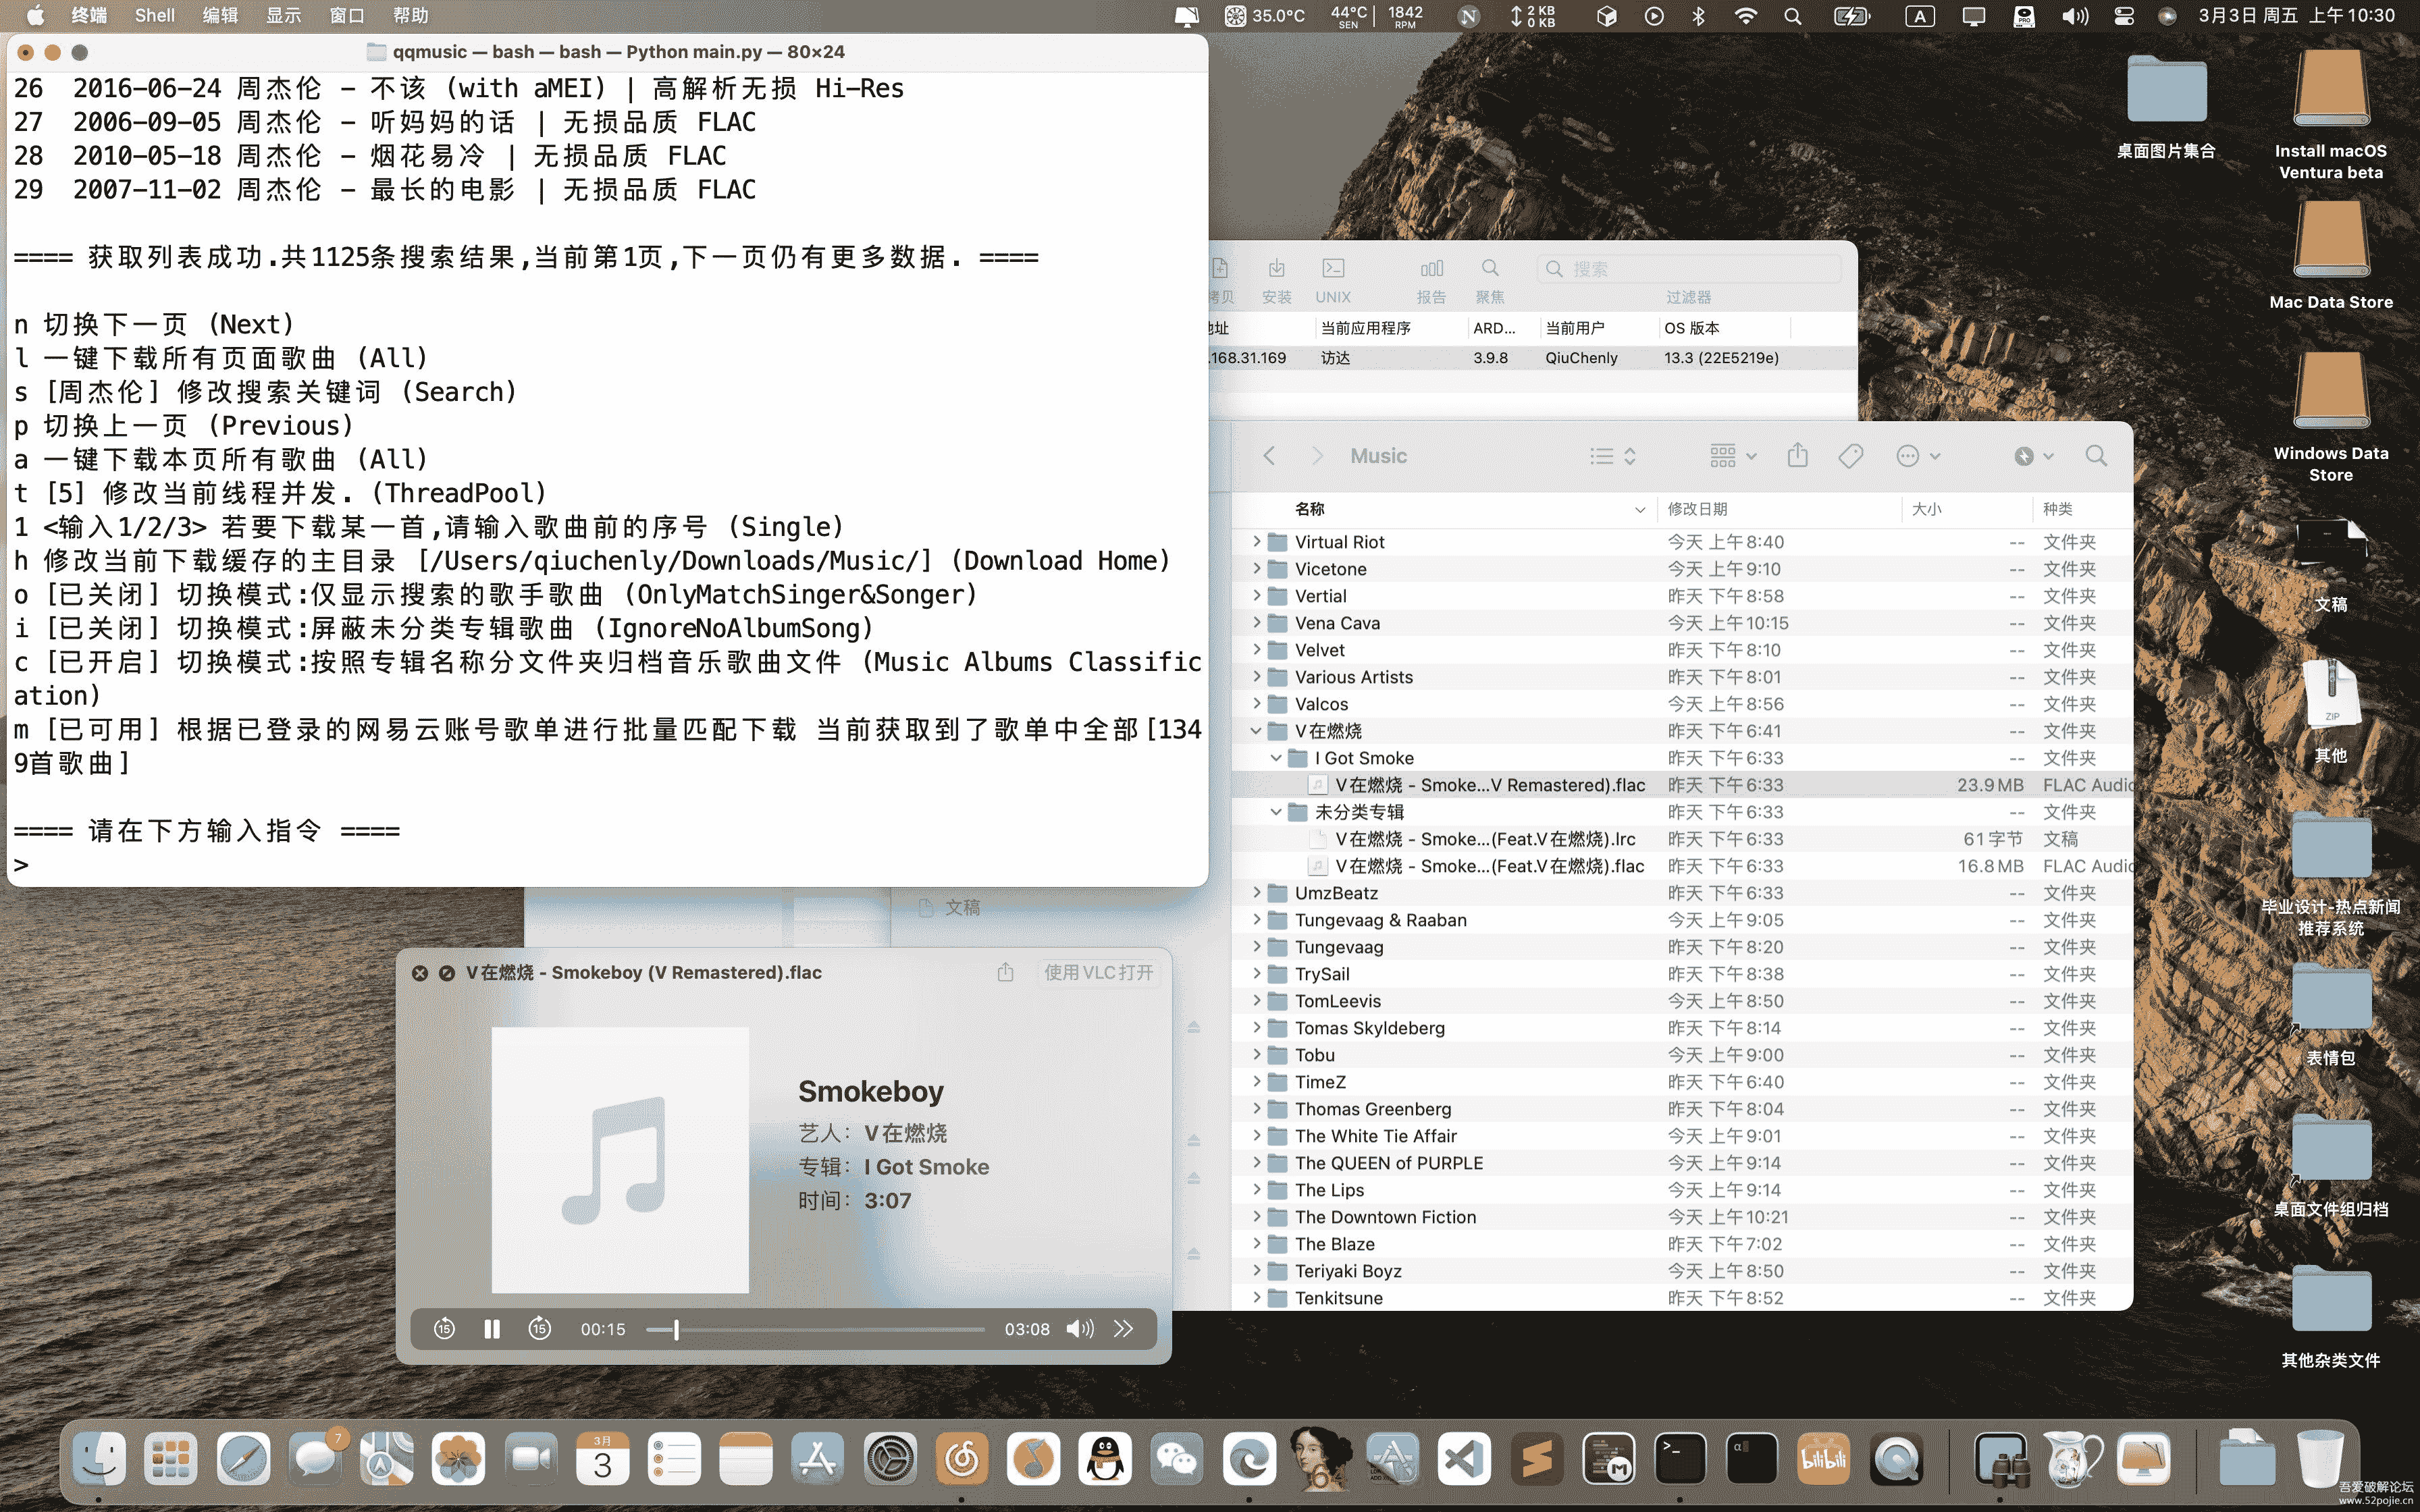 终端 Shell 编辑 显示 窗口 帮助
35.0°C 44°C SEN 1842 RPM N 2 KB 0 KB A 3月3日 周五 上午10:30
qqmusic — bash — bash — Python main.py — 80×24
26 2016-06-24 周杰伦 - 不该 (with aMEI) | 高解析无损 Hi-Res
27 2006-09-05 周杰伦 - 听妈妈的话 | 无损品质 FLAC
28 2010-05-18 周杰伦 - 烟花易冷 | 无损品质 FLAC
29 2007-11-02 周杰伦 - 最长的电影 | 无损品质 FLAC
==== 获取列表成功.共1125条搜索结果,当前第1页,下一页仍有更多数据. ====
n 切换下一页 (Next)
l 一键下载所有页面歌曲 (All)
s [周杰伦] 修改搜索关键词 (Search)
p 切换上一页 (Previous)
a 一键下载本页所有歌曲 (All)
t [5] 修改当前线程并发. (ThreadPool)
1 <输入1/2/3> 若要下载某一首,请输入歌曲前的序号 (Single)
h 修改当前下载缓存的主目录 [/Users/qiuchenly/Downloads/Music/] (Download Home)
o [已关闭] 切换模式:仅显示搜索的歌手歌曲 (OnlyMatchSinger&Songer)
i [已关闭] 切换模式:屏蔽未分类专辑歌曲 (IgnoreNoAlbumSong)
c [已开启] 切换模式:按照专辑名称分文件夹归档音乐歌曲文件 (Music Albums Classific
ation)
m [已可用] 根据已登录的网易云账号歌单进行批量匹配下载 当前获取到了歌单中全部[134
9首歌曲]
==== 请在下方输入指令 ====
>
拷贝 安装 UNIX 报告 聚焦 搜索 过滤器
地址 当前应用程序 ARD... 当前用户 OS 版本
.168.31.169 访达 3.9.8 QiuChenly 13.3 (22E5219e)
Music
名称 修改日期 大小 种类
Virtual Riot 今天 上午8:40 -- 文件夹
Vicetone 今天 上午9:10 -- 文件夹
Vertial 昨天 下午8:58 -- 文件夹
Vena Cava 今天 上午10:15 -- 文件夹
Velvet 昨天 下午8:10 -- 文件夹
Various Artists 昨天 下午8:01 -- 文件夹
Valcos 今天 上午8:56 -- 文件夹
V在燃烧 昨天 下午6:41 -- 文件夹
I Got Smoke 昨天 下午6:33 -- 文件夹
V在燃烧 - Smoke...V Remastered).flac 昨天 下午6:33 23.9 MB FLAC Audio
未分类专辑 昨天 下午6:33 -- 文件夹
V在燃烧 - Smoke...(Feat.V在燃烧).lrc 昨天 下午6:33 61字节 文稿
V在燃烧 - Smoke...(Feat.V在燃烧).flac 昨天 下午6:33 16.8 MB FLAC Audio
UmzBeatz 昨天 下午6:33 -- 文件夹
Tungevaag & Raaban 今天 上午9:05 -- 文件夹
Tungevaag 昨天 下午8:20 -- 文件夹
TrySail 昨天 下午8:38 -- 文件夹
TomLeevis 今天 上午8:50 -- 文件夹
Tomas Skyldeberg 昨天 下午8:14 -- 文件夹
Tobu 今天 上午9:00 -- 文件夹
TimeZ 昨天 下午6:40 -- 文件夹
Thomas Greenberg 昨天 下午8:04 -- 文件夹
The White Tie Affair 今天 上午9:01 -- 文件夹
The QUEEN of PURPLE 今天 上午9:14 -- 文件夹
The Lips 今天 上午9:14 -- 文件夹
The Downtown Fiction 今天 上午10:21 -- 文件夹
The Blaze 昨天 下午7:02 -- 文件夹
Teriyaki Boyz 今天 上午8:50 -- 文件夹
Tenkitsune 昨天 下午8:52 -- 文件夹
文稿
V在燃烧 - Smokeboy (V Remastered).flac 使用VLC打开
Smokeboy
艺人: V在燃烧
专辑: I Got Smoke
时间: 3:07
15 15 00:15 03:08
桌面图片集合
Install macOS
Ventura beta
Mac Data Store
Windows Data
Store
文稿
ZIP
其他
毕业设计-热点新闻
推荐系统
表情包
桌面文件组归档
其他杂类文件
7
3月
3
bilibili
吾爱破解论坛
www.52pojie.cn